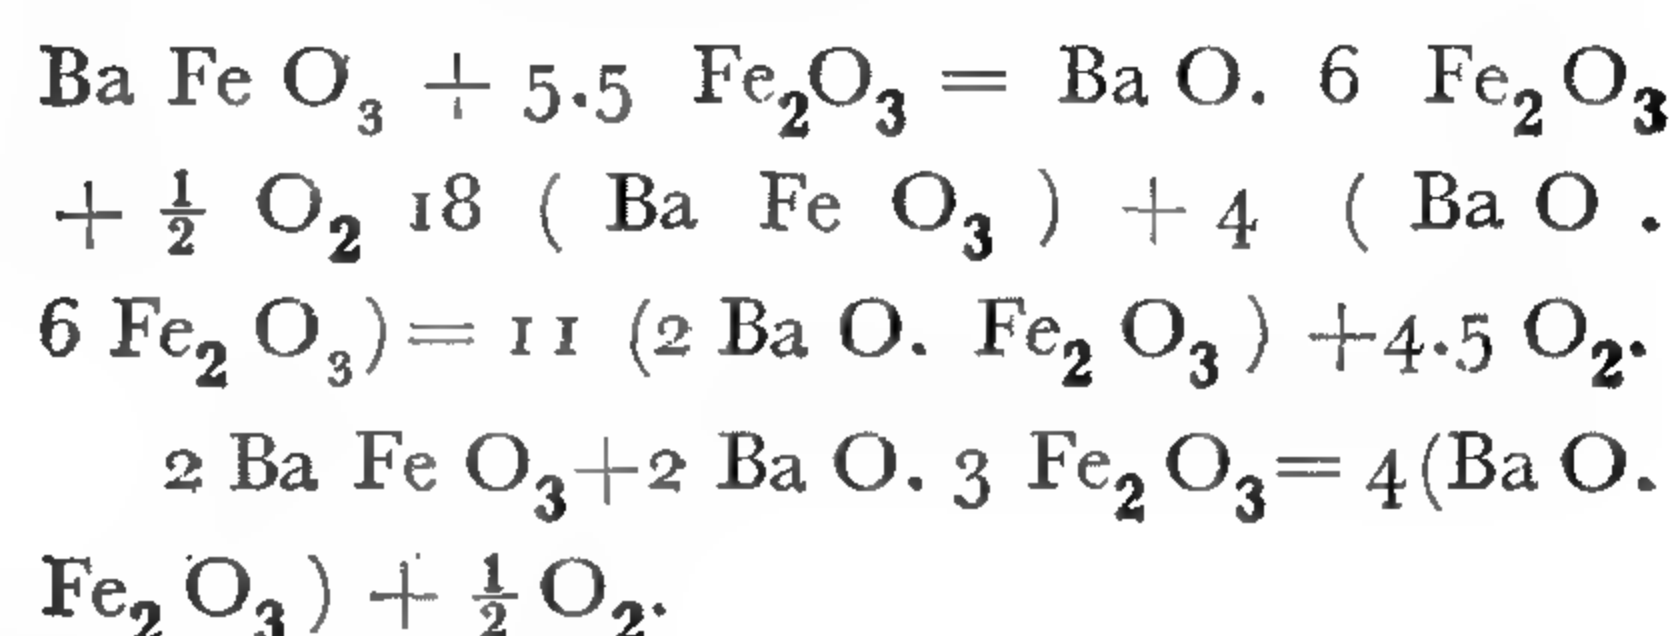 Ba Fe O₃ + 5.5 Fe₂O₃ = Ba O. 6 Fe₂ O₃
+ ½ O₂ 18 ( Ba Fe O₃ ) + 4 ( Ba O .
6 Fe₂ O₃) = 11 (2 Ba O. Fe₂ O₃ ) +4.5 O₂.
2 Ba Fe O₃+2 Ba O. 3 Fe₂ O₃= 4(Ba O.
Fe₂ O₃) + ½ O₂.